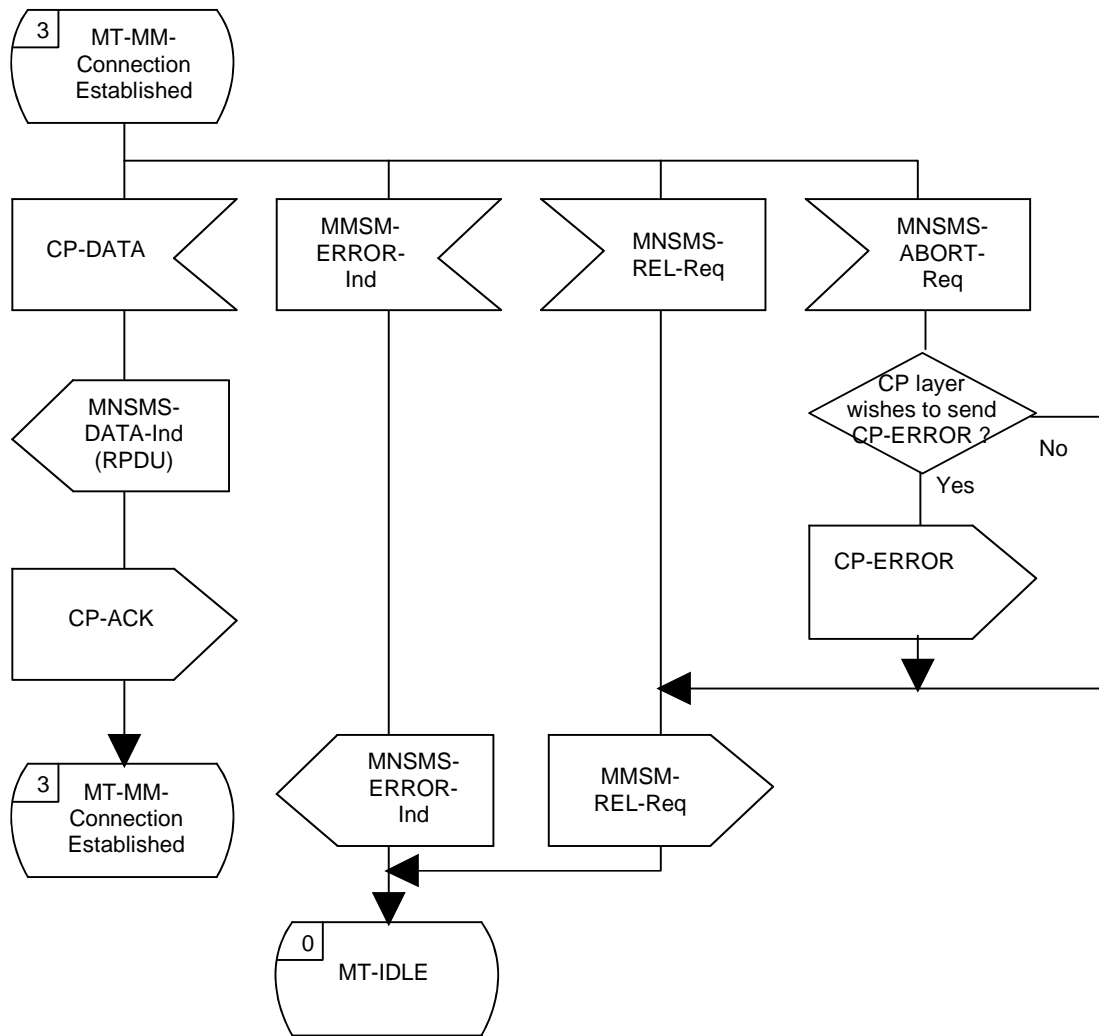 3
MT-MM-
Connection
Established
CP-DATA
MMSM-
ERROR-
Ind
MNSMS-
REL-Req
MNSMS-
ABORT-
Req
MNSMS-
DATA-Ind
(RPDU)
CP layer
wishes to send
CP-ERROR ?
No
Yes
CP-ACK
CP-ERROR
3
MT-MM-
Connection
Established
MNSMS-
ERROR-
Ind
MMSM-
REL-Req
0
MT-IDLE